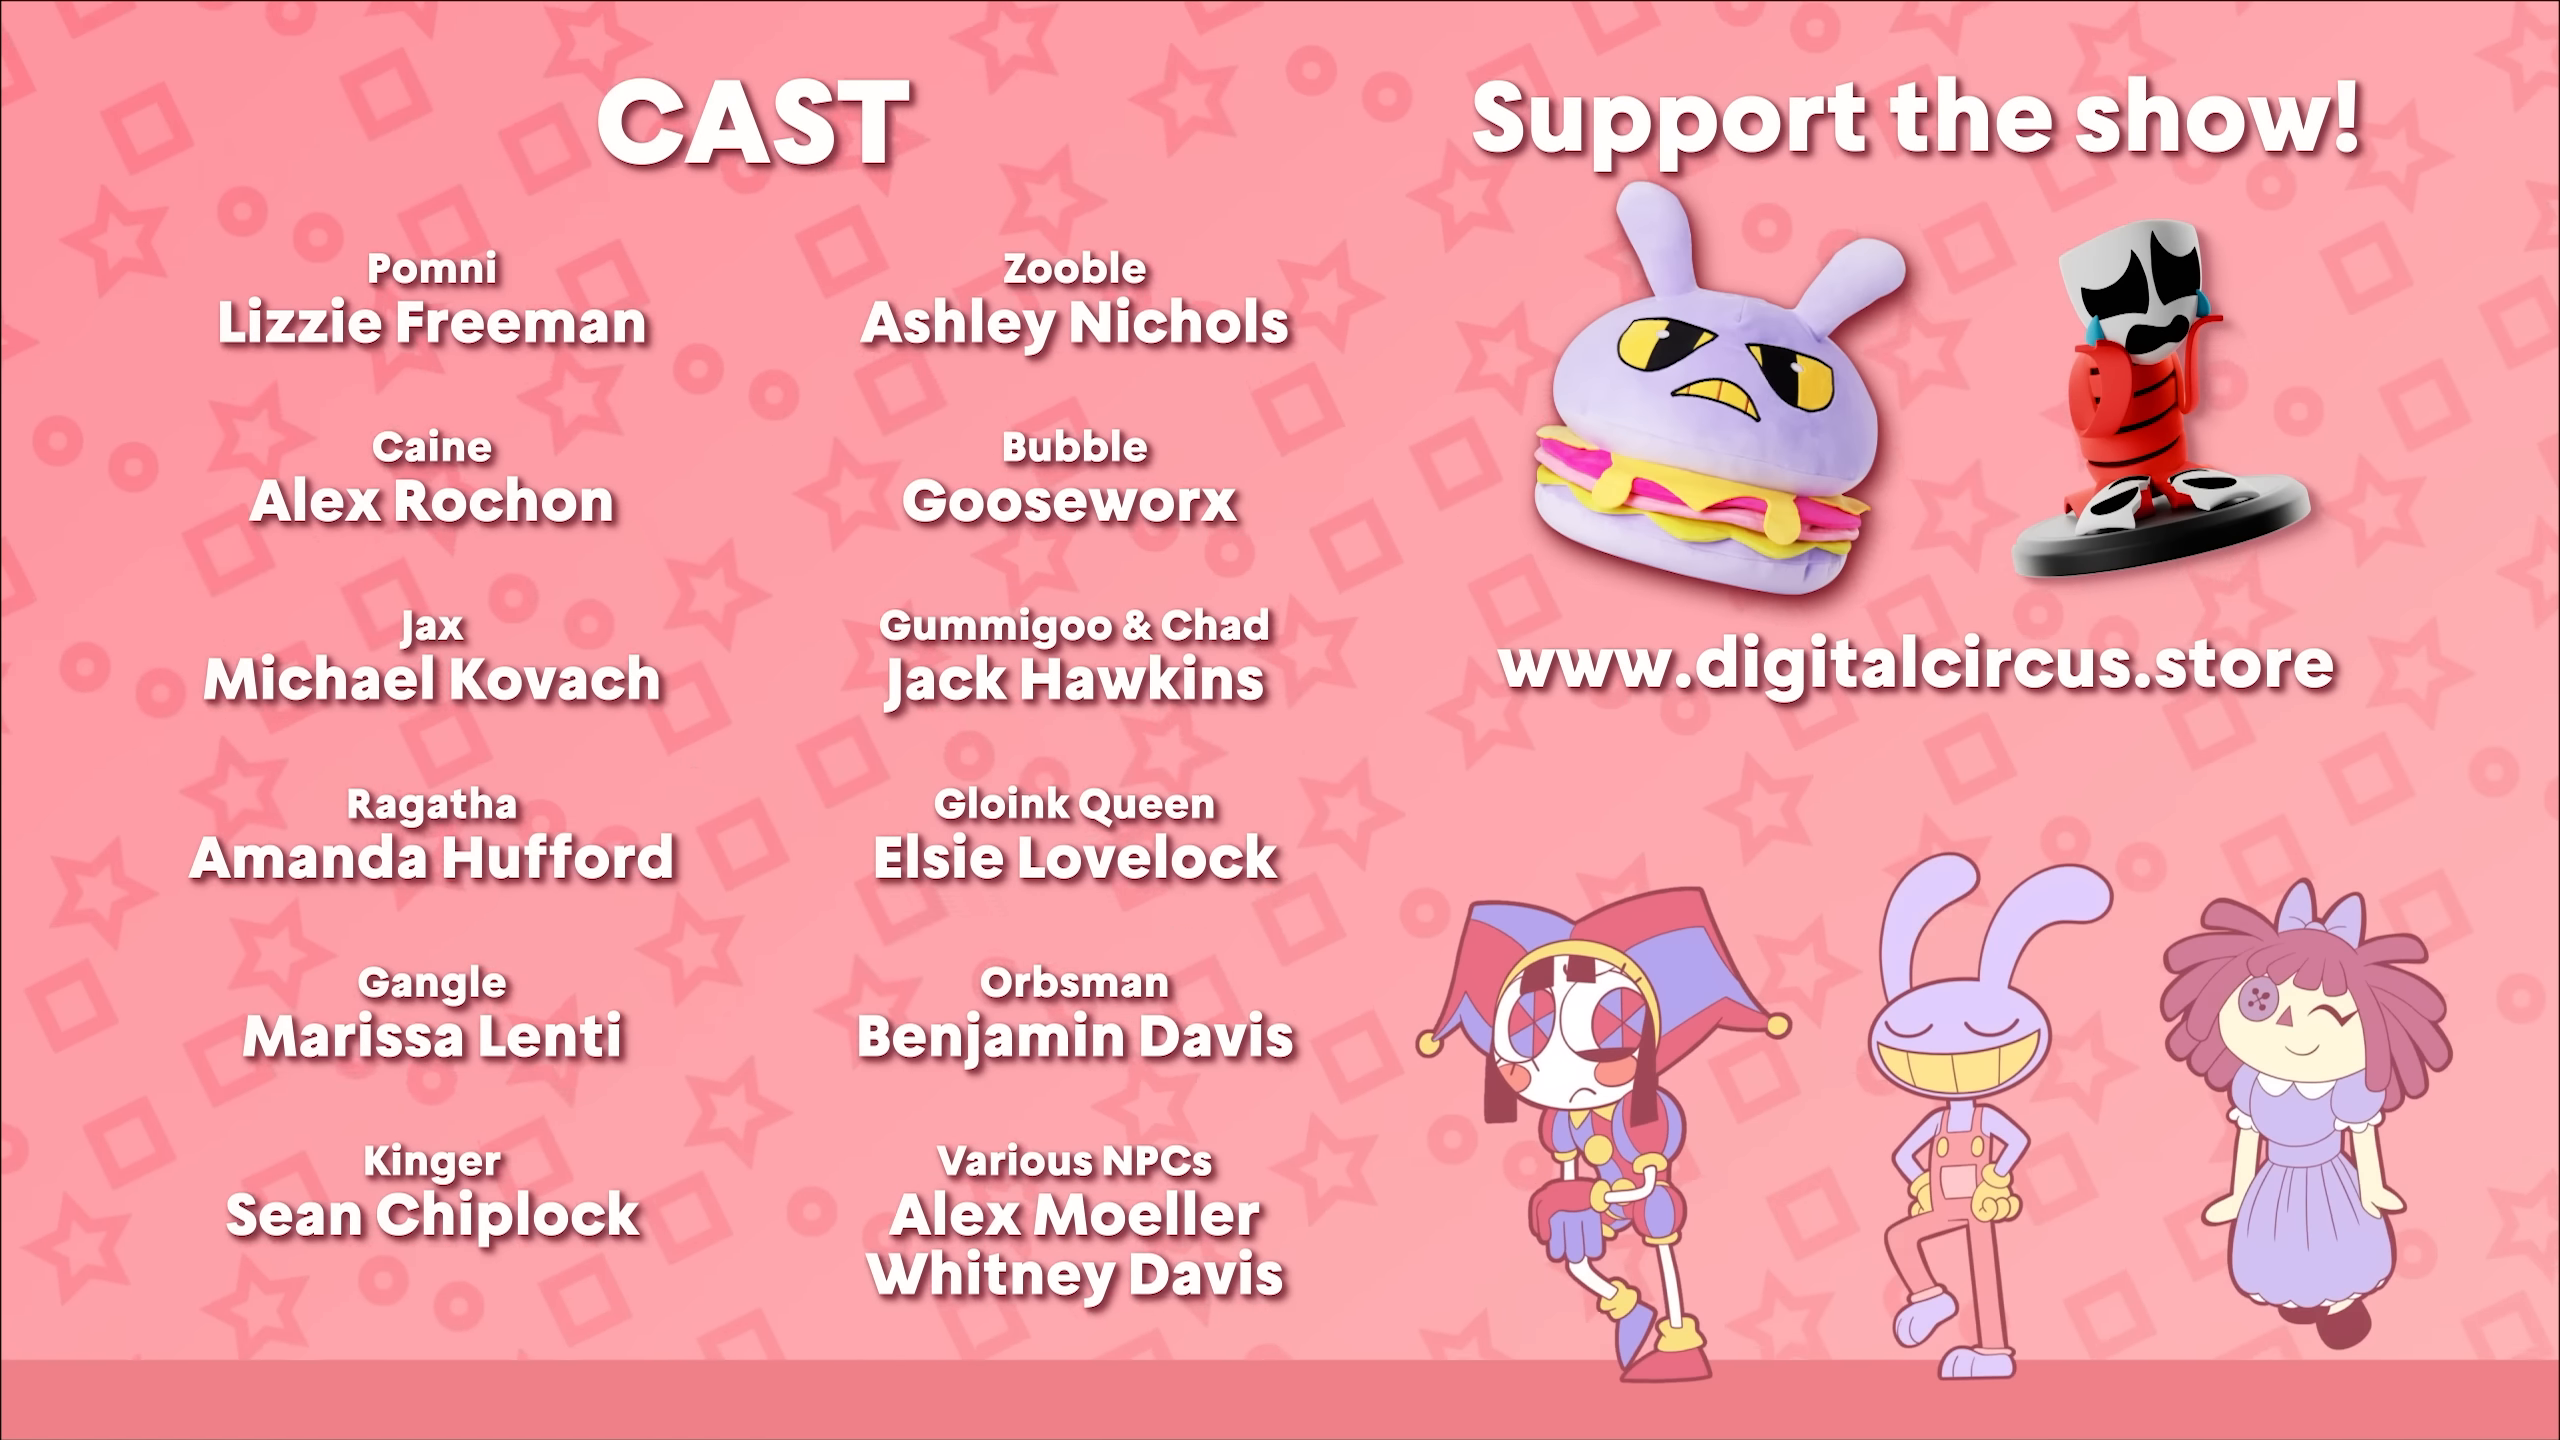 CAST
Pomni
Lizzie Freeman
Caine
Alex Rochon
Jax
Michael Kovach
Ragatha
Amanda Hufford
Gangle
Marissa Lenti
Kinger
Sean Chiplock
Zooble
Ashley Nichols
Bubble
Gooseworx
Gummigoo & Chad
Jack Hawkins
Gloink Queen
Elsie Lovelock
Orbsman
Benjamin Davis
Various NPCs
Alex Moeller
Whitney Davis
Support the show!
www.digitalcircus.store